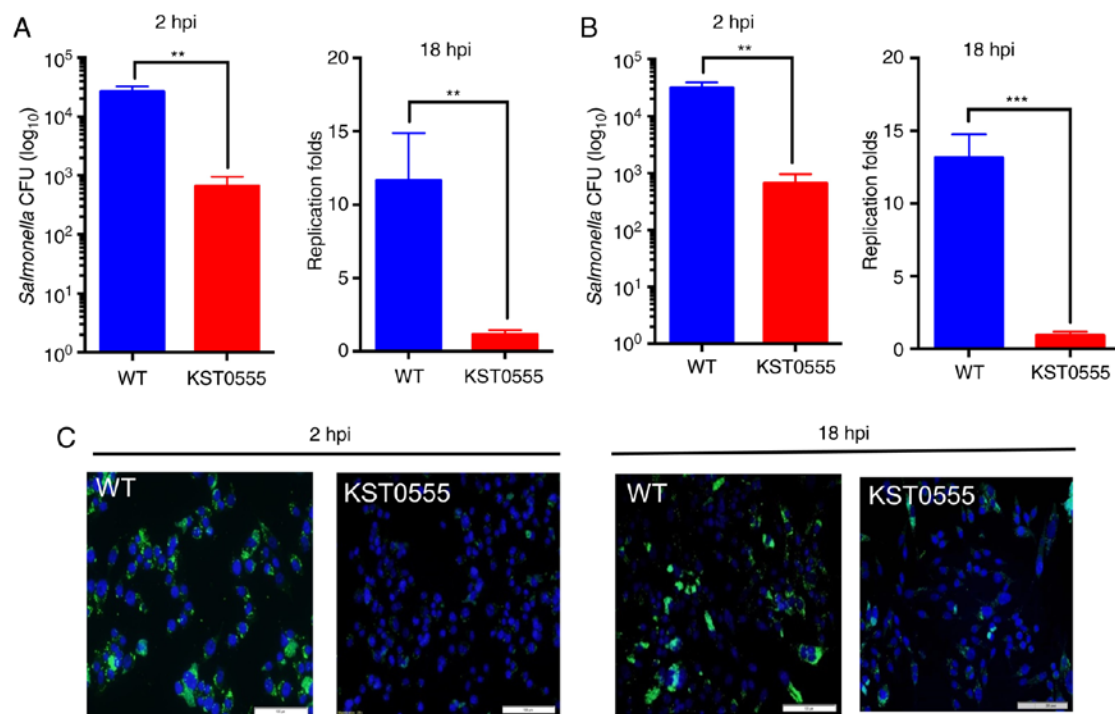 A
2 hpi
**
Salmonella CFU (log10)
10^5
10^4
10^3
10^2
10^1
10^0
WT
KST0555
18 hpi
**
Replication folds
20
15
10
5
0
WT
KST0555
B
2 hpi
**
Salmonella CFU (log10)
10^5
10^4
10^3
10^2
10^1
10^0
WT
KST0555
18 hpi
***
Replication folds
20
15
10
5
0
WT
KST0555
C
2 hpi
18 hpi
WT
KST0555
WT
KST0555